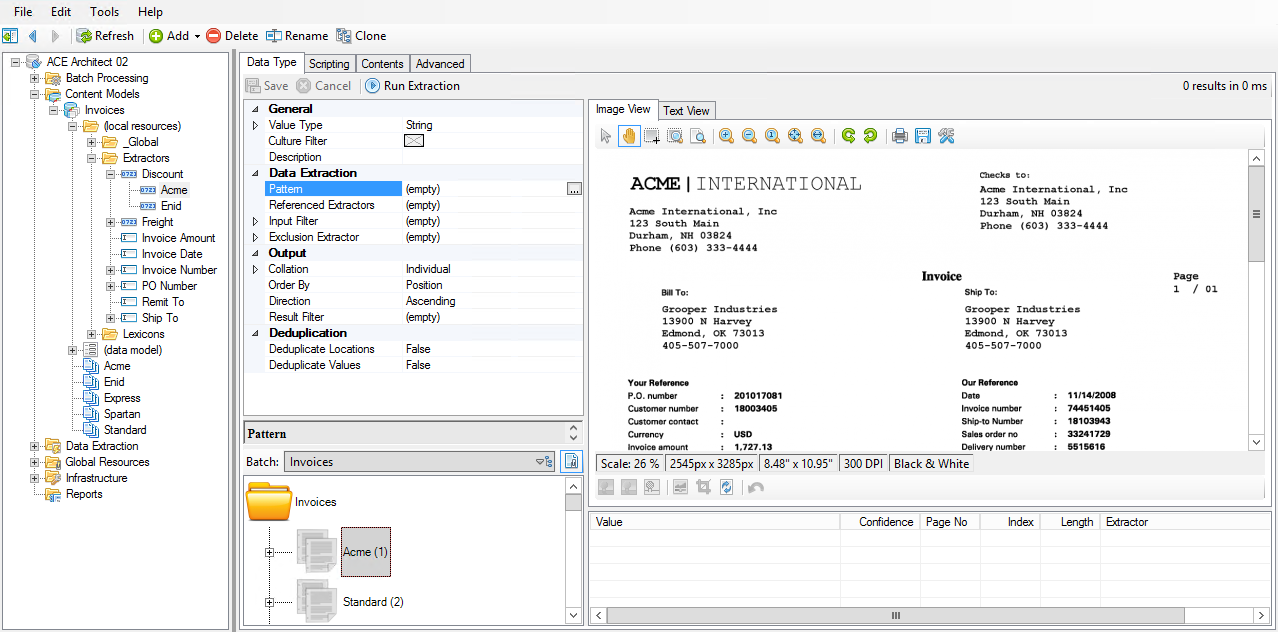 File Edit Tools Help
Refresh Add Delete Rename Clone
ACE Architect 02
Batch Processing
Content Models
Invoices
(local resources)
_Global
Extractors
Discount
Acme
Enid
Freight
Invoice Amount
Invoice Date
Invoice Number
PO Number
Remit To
Ship To
Lexicons
(data model)
Acme
Enid
Express
Spartan
Standard
Data Extraction
Global Resources
Infrastructure
Reports
Data Type Scripting Contents Advanced
Save Cancel Run Extraction 0 results in 0 ms
General
Value Type String
Culture Filter
Description
Data Extraction
Pattern (empty) ...
Referenced Extractors (empty)
Input Filter (empty)
Exclusion Extractor (empty)
Output
Collation Individual
Order By Position
Direction Ascending
Result Filter (empty)
Deduplication
Deduplicate Locations False
Deduplicate Values False
Pattern
Batch: Invoices
Invoices
Acme (1)
Standard (2)
Image View Text View
ACME | INTERNATIONAL
Acme International, Inc
123 South Main
Durham, NH 03824
Phone (603) 333-4444
Checks to:
Acme International, Inc
123 South Main
Durham, NH 03824
Phone (603) 333-4444
Invoice
Page
1 / 01
Bill To:
Grooper Industries
13900 N Harvey
Edmond, OK 73013
405-507-7000
Ship To:
Grooper Industries
13900 N Harvey
Edmond, OK 73013
405-507-7000
Your Reference
P.O. number : 201017081
Customer number : 18003405
Customer contact :
Currency : USD
Invoice amount : 1,727.13
Our Reference
Date : 11/14/2008
Invoice number : 74451405
Ship-to Number : 18103943
Sales order no : 33241729
Delivery number : 5515616
Scale: 26 % 2545px x 3285px 8.48" x 10.95" 300 DPI Black & White
Value Confidence Page No Index Length Extractor